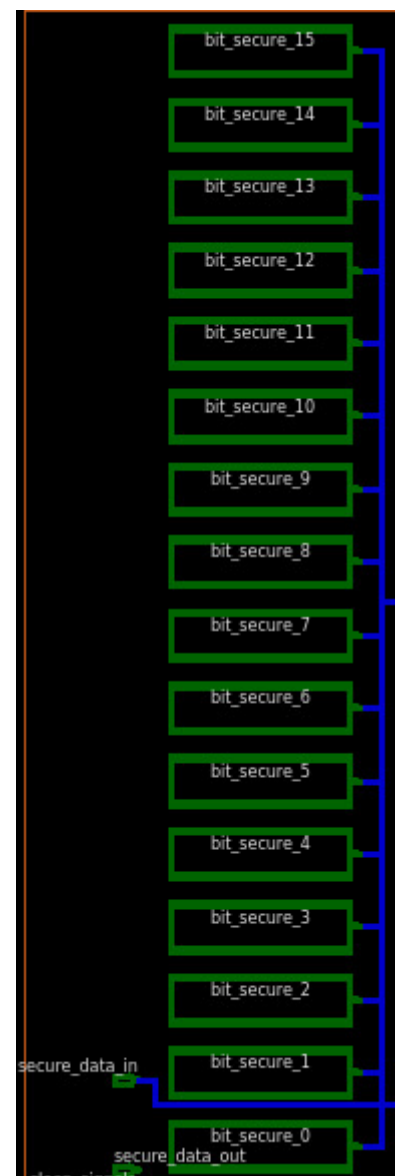 bit_secure_15
bit_secure_14
bit_secure_13
bit_secure_12
bit_secure_11
bit_secure_10
bit_secure_9
bit_secure_8
bit_secure_7
bit_secure_6
bit_secure_5
bit_secure_4
bit_secure_3
bit_secure_2
bit_secure_1
secure_data_in
bit_secure_0
secure_data_out